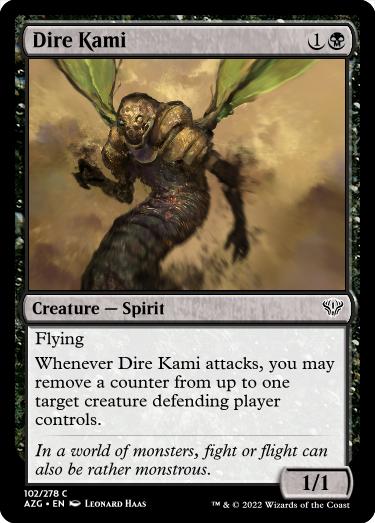 Dire Kami 1
Creature — Spirit
Flying
Whenever Dire Kami attacks, you may
remove a counter from up to one
target creature defending player
controls.
In a world of monsters, fight or flight can
also be rather monstrous.
1/1
102/278 C
AZG • EN Leonard Haas
™ & © 2022 Wizards of the Coast